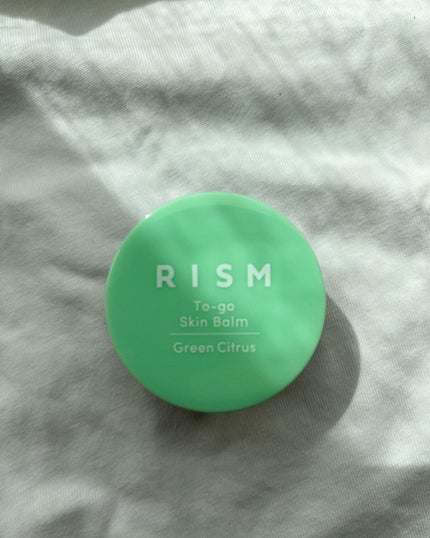 RISM
To-go
Skin Balm
Green Citrus